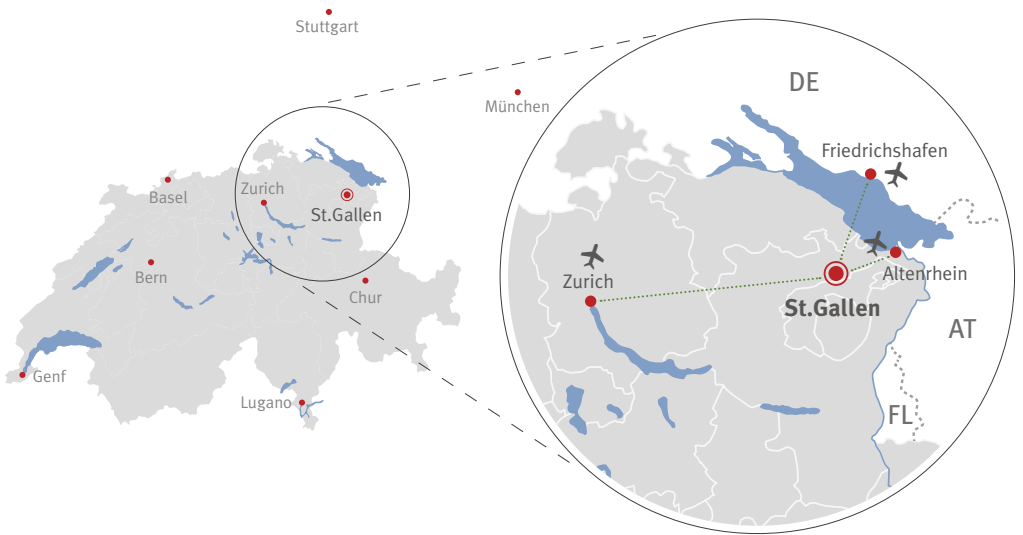 Stuttgart
München
Basel
Zurich
St.Gallen
Bern
Chur
Genf
Lugano
DE
Friedrichshafen
Zurich
Altenrhein
St.Gallen
AT
FL